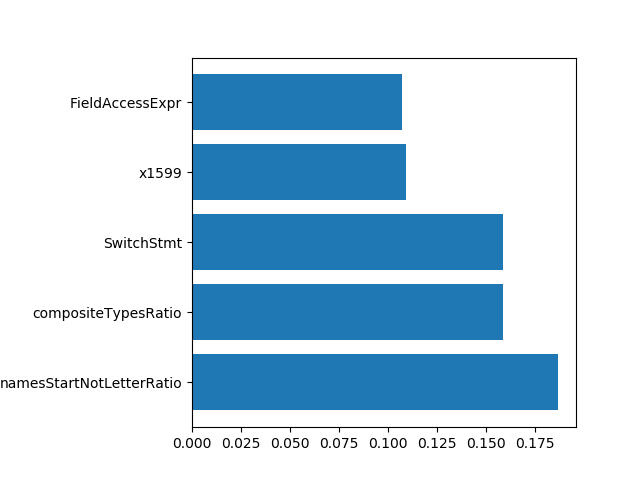 FieldAccessExpr
x1599
SwitchStmt
compositeTypesRatio
namesStartNotLetterRatio
0.000 0.025 0.050 0.075 0.100 0.125 0.150 0.175